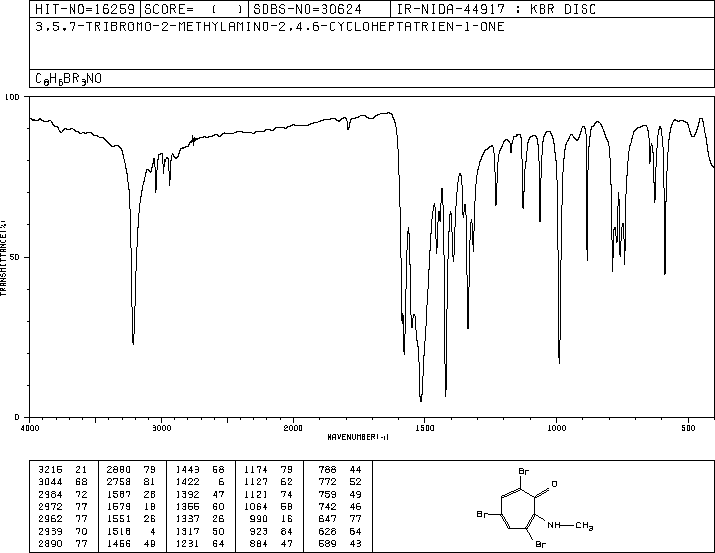 HIT-NO=16259 SCORE= ( ) SDBS-NO=30624 IR-NIDA-44917 : KBR DISC
3,5,7-TRIBROMO-2-METHYLAMINO-2,4,6-CYCLOHEPTATRIEN-1-ONE
C8H6BR3NO
100
50
0
TRANSMITTANCE(%)
4000 3000 2000 1500 1000 500
WAVENUMBER(-1)
3215 21 2880 79 1443 58 1174 79 788 44
3044 68 2758 81 1422 6 1127 62 772 52
2984 72 1587 28 1392 47 1121 74 759 49
2972 77 1579 18 1355 60 1064 58 742 46
2962 77 1551 26 1337 26 990 16 647 77
2939 70 1518 4 1317 50 923 84 628 64
2890 77 1456 49 1231 64 884 47 589 43
Br
O
Br
NH
CH3
Br